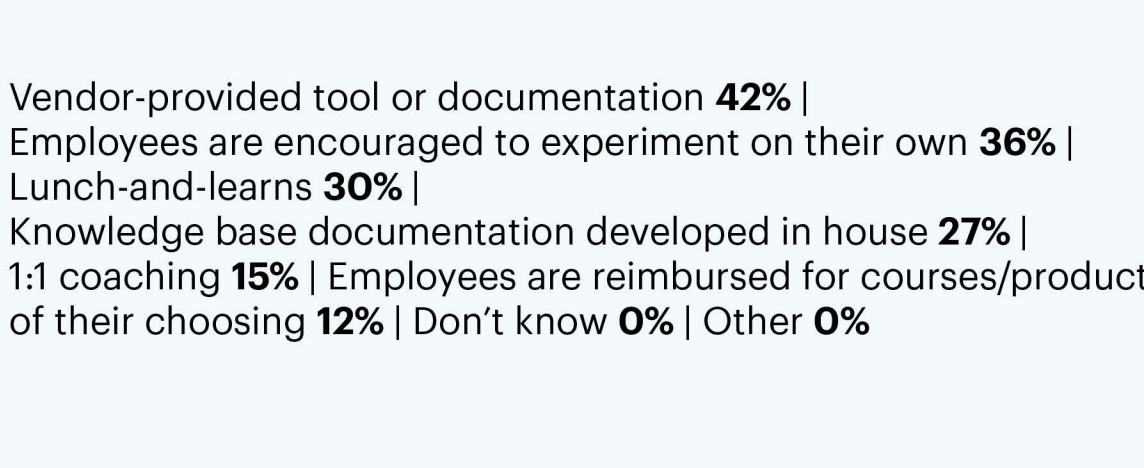 Vendor-provided tool or documentation 42% |
Employees are encouraged to experiment on their own 36% |
Lunch-and-learns 30% |
Knowledge base documentation developed in house 27% |
1:1 coaching 15% | Employees are reimbursed for courses/product
of their choosing 12% | Don’t know 0% | Other 0%